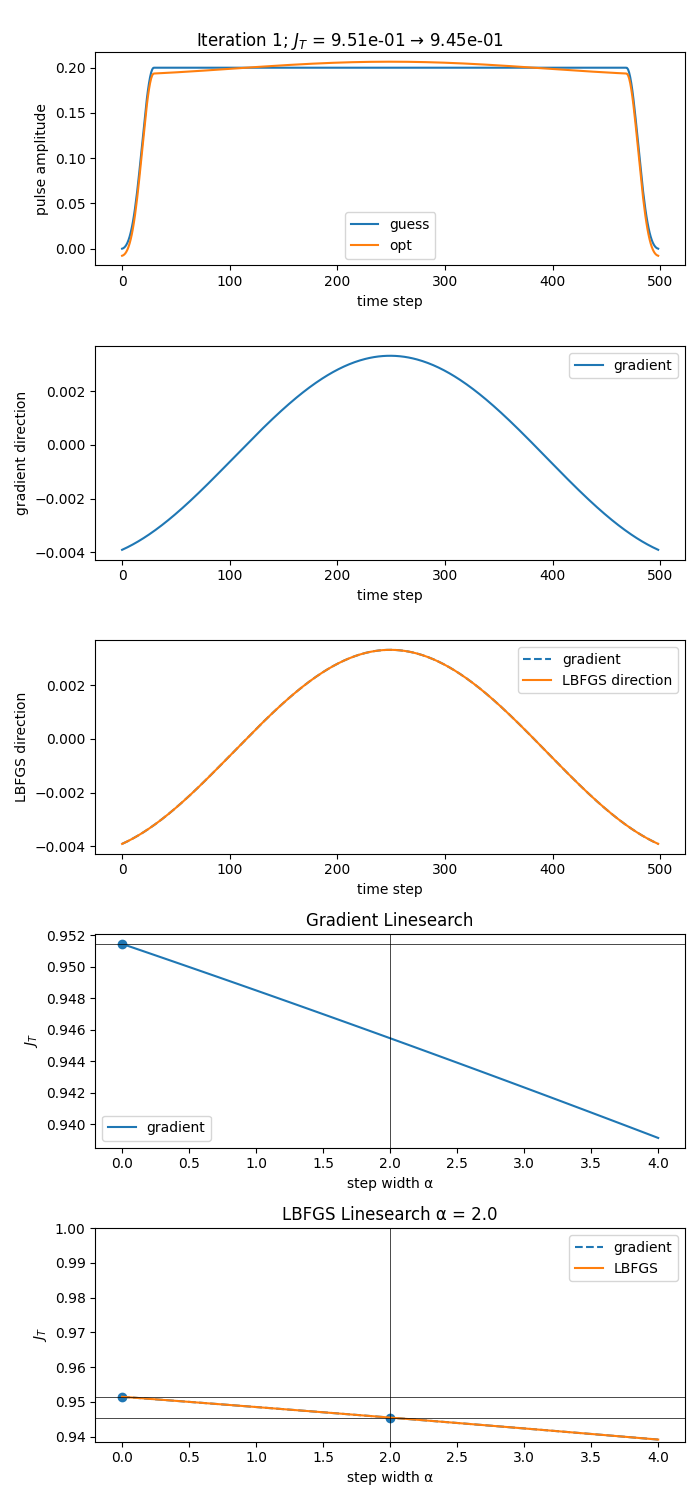 Iteration 1; J_T = 9.51e-01 → 9.45e-01
0.20
0.15
0.10
0.05
0.00
pulse amplitude
guess
opt
0 100 200 300 400 500
time step
0.002
0.000
−0.002
−0.004
gradient direction
gradient
0 100 200 300 400 500
time step
0.002
0.000
−0.002
−0.004
LBFGS direction
gradient
LBFGS direction
0 100 200 300 400 500
time step
Gradient Linesearch
0.952
0.950
0.948
0.946
0.944
0.942
0.940
J_T
gradient
0.0 0.5 1.0 1.5 2.0 2.5 3.0 3.5 4.0
step width α
LBFGS Linesearch α = 2.0
1.00
0.99
0.98
0.97
0.96
0.95
0.94
J_T
gradient
LBFGS
0.0 0.5 1.0 1.5 2.0 2.5 3.0 3.5 4.0
step width α